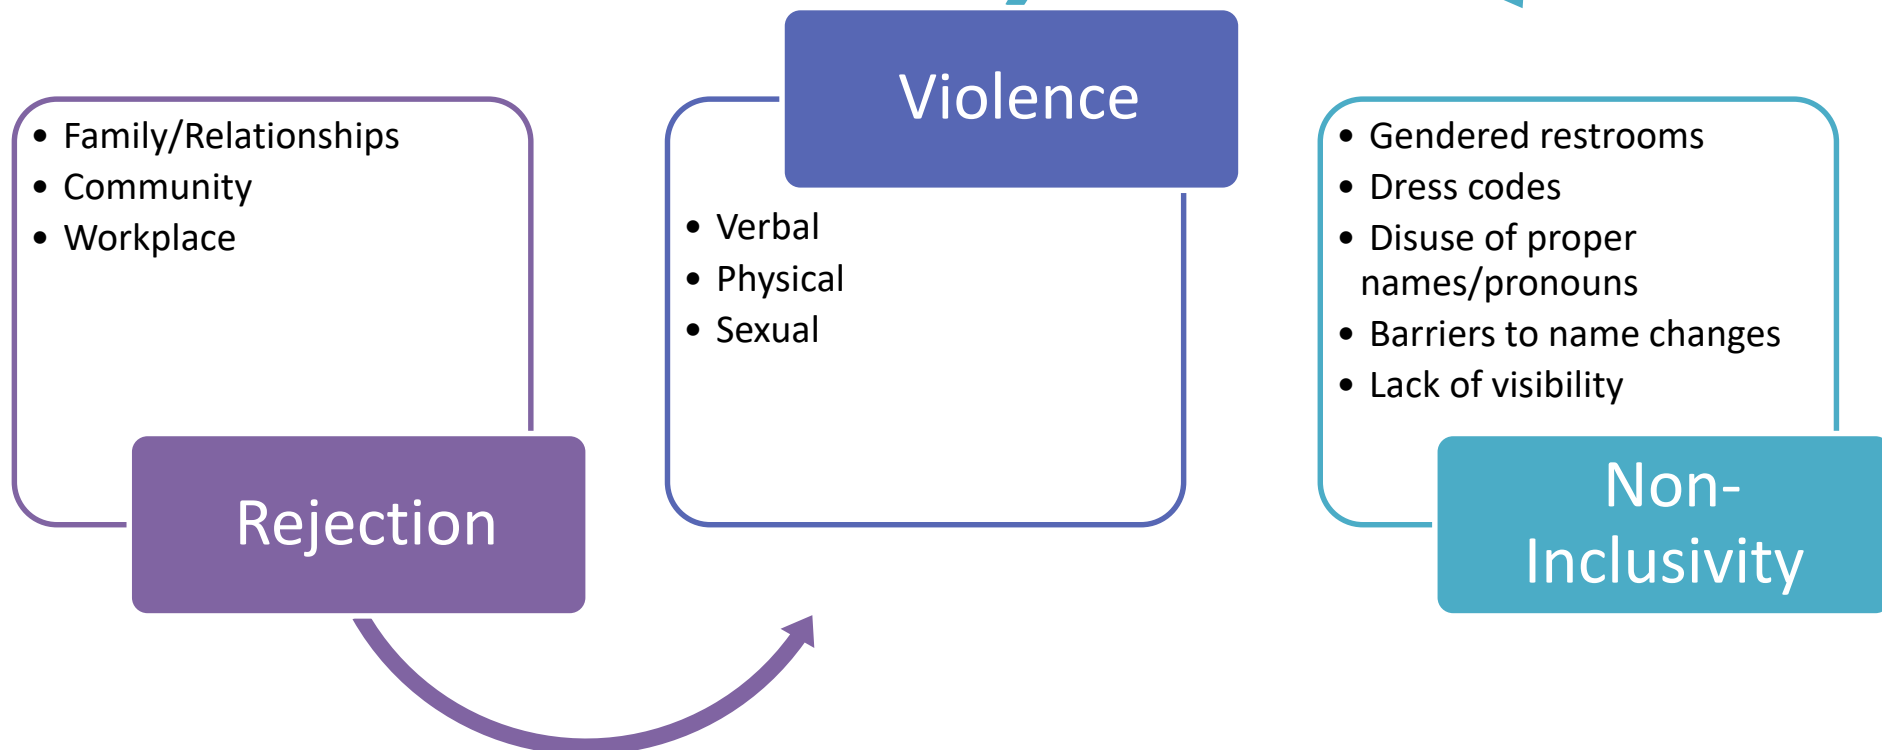 • Family/Relationships
• Community
• Workplace
Rejection
Violence
• Verbal
• Physical
• Sexual
• Gendered restrooms
• Dress codes
• Disuse of proper
names/pronouns
• Barriers to name changes
• Lack of visibility
Non-
Inclusivity